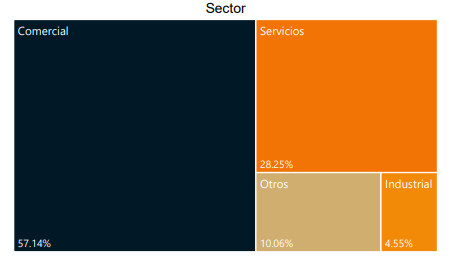 Sector
Comercial
57.14%
Servicios
28.25%
Otros
10.06%
Industrial
4.55%